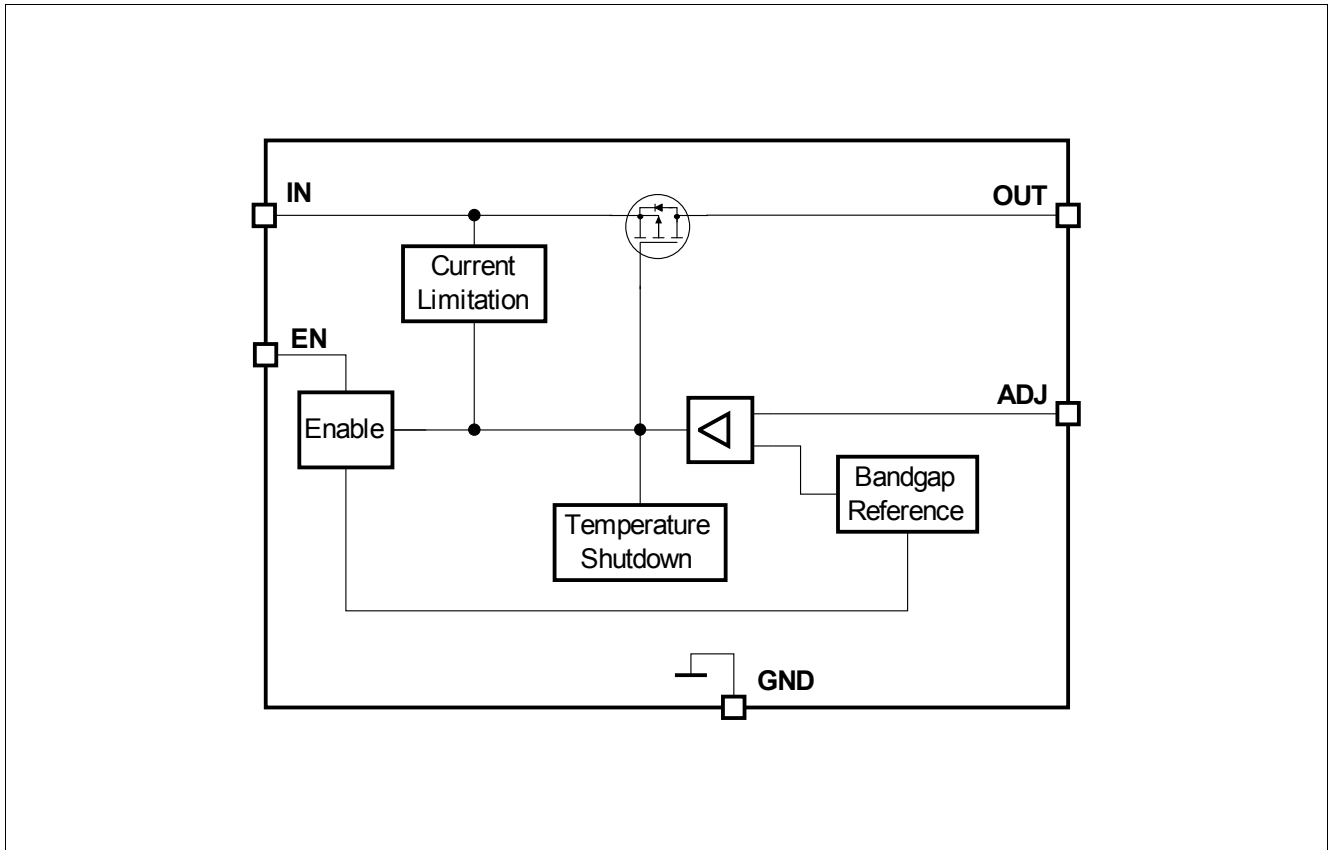 IN
OUT
Current
Limitation
EN
ADJ
Enable
Bandgap
Reference
Temperature
Shutdown
GND